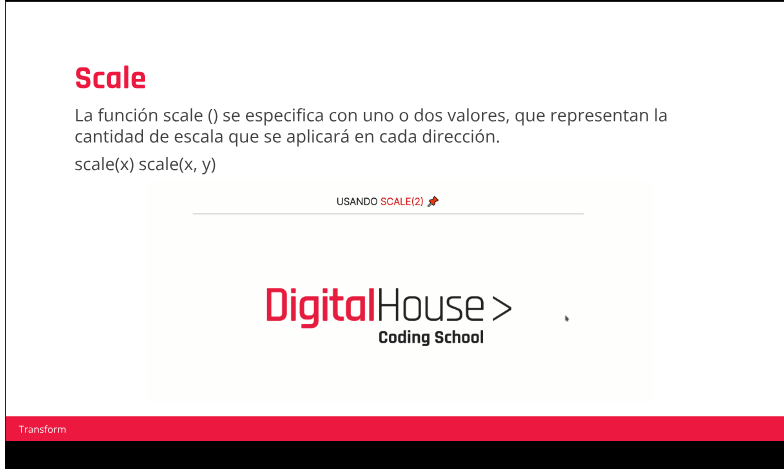 Scale
La función scale () se especifica con uno o dos valores, que representan la
cantidad de escala que se aplicará en cada dirección.
scale(x) scale(x, y)
USANDO SCALE(2) 📌
DigitalHouse>
Coding School
Transform